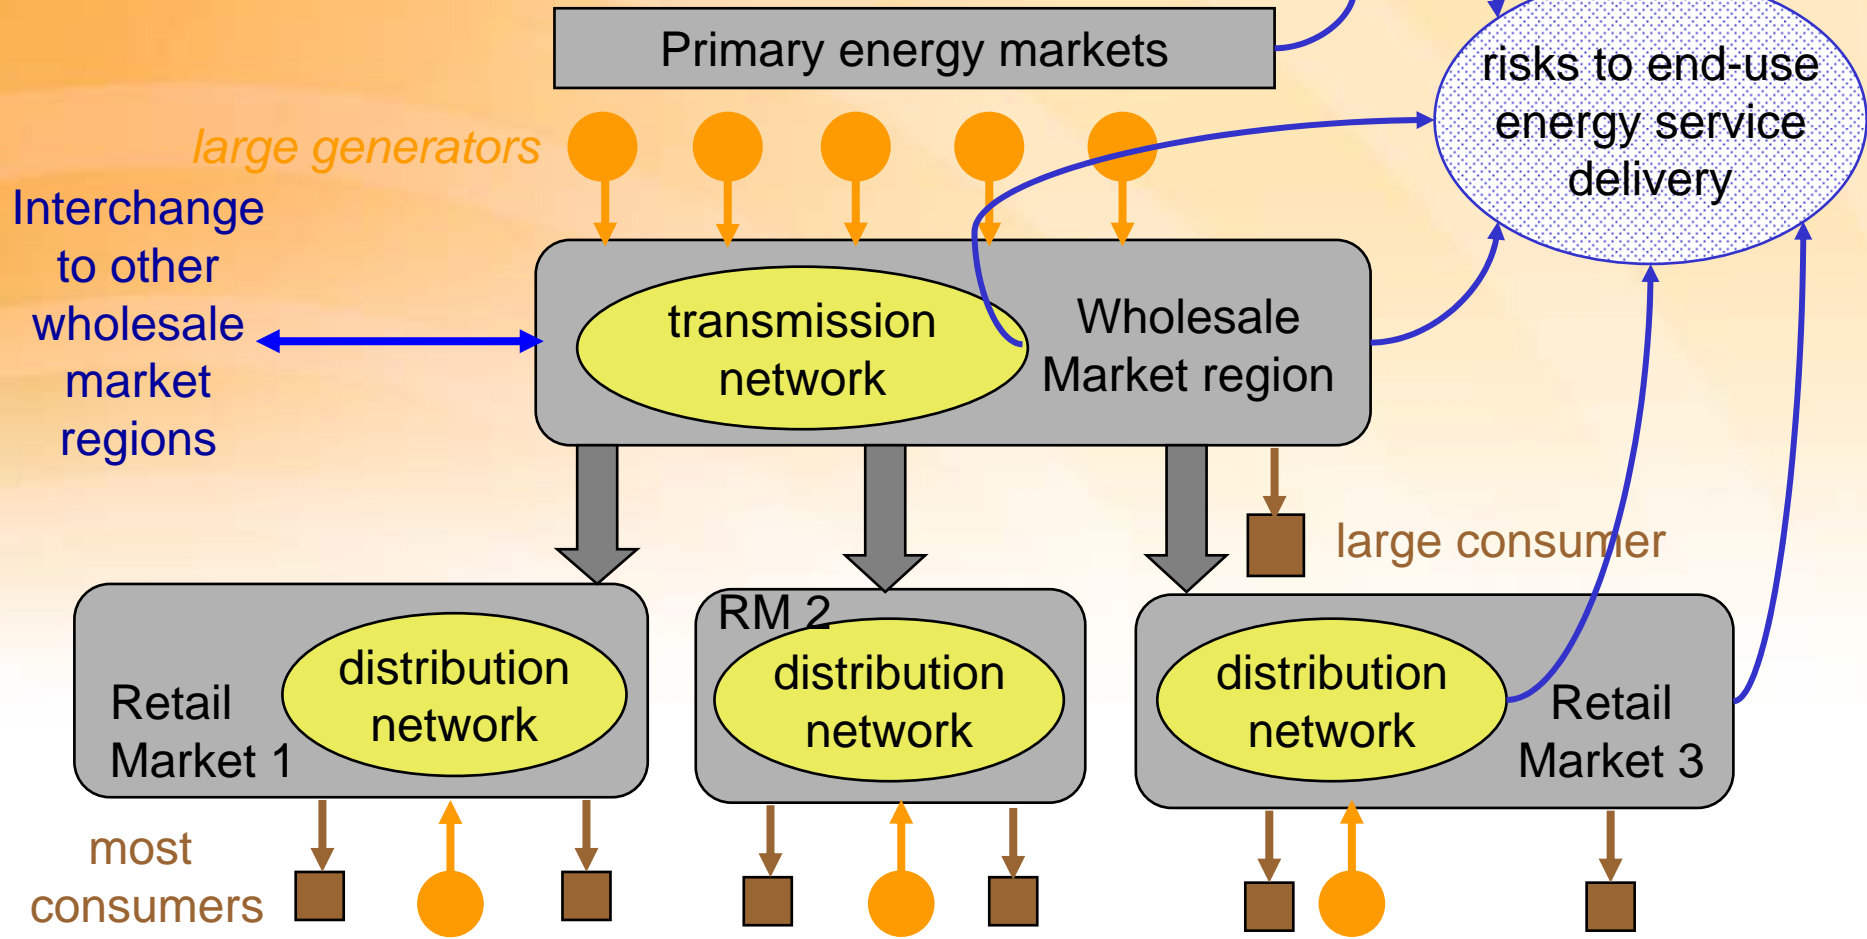 Primary energy markets
risks to end-use
energy service
delivery
large generators
Interchange
to other
wholesale
market
regions
transmission
network
Wholesale
Market region
large consumer
Retail
Market 1
distribution
network
RM 2
distribution
network
distribution
network
Retail
Market 3
most
consumers